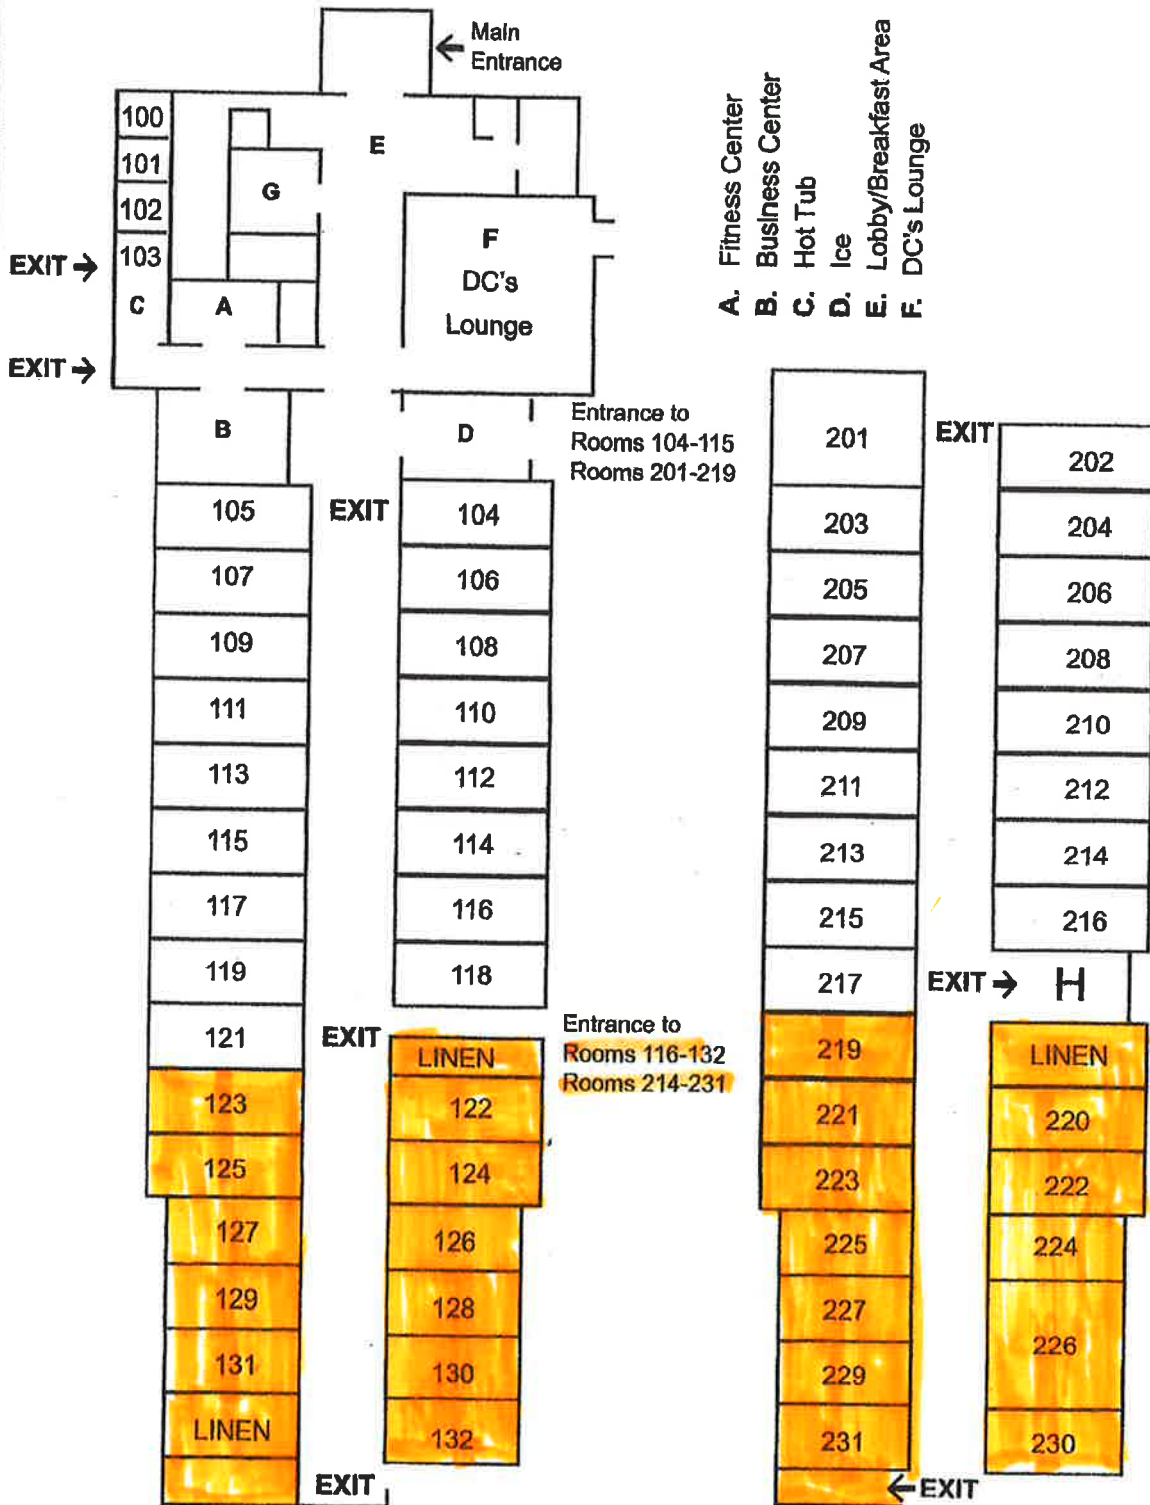 Main
Entrance
100
101
102
103
E
G
F
DC's
Lounge
EXIT →
C
A
EXIT →
B
D
Entrance to
Rooms 104-115
Rooms 201-219
A. Fitness Center
B. Business Center
C. Hot Tub
D. Ice
E. Lobby/Breakfast Area
F. DC's Lounge
105
EXIT
104
107
106
109
108
111
110
113
112
115
114
117
116
119
118
121
EXIT
LINEN
Entrance to
Rooms 116-132
Rooms 214-231
123
122
125
124
127
126
129
128
131
130
LINEN
132
EXIT
201
EXIT
202
203
204
205
206
207
208
209
210
211
212
213
214
215
216
217
EXIT →
H
219
LINEN
221
220
223
222
225
224
227
226
229
231
230
← EXIT